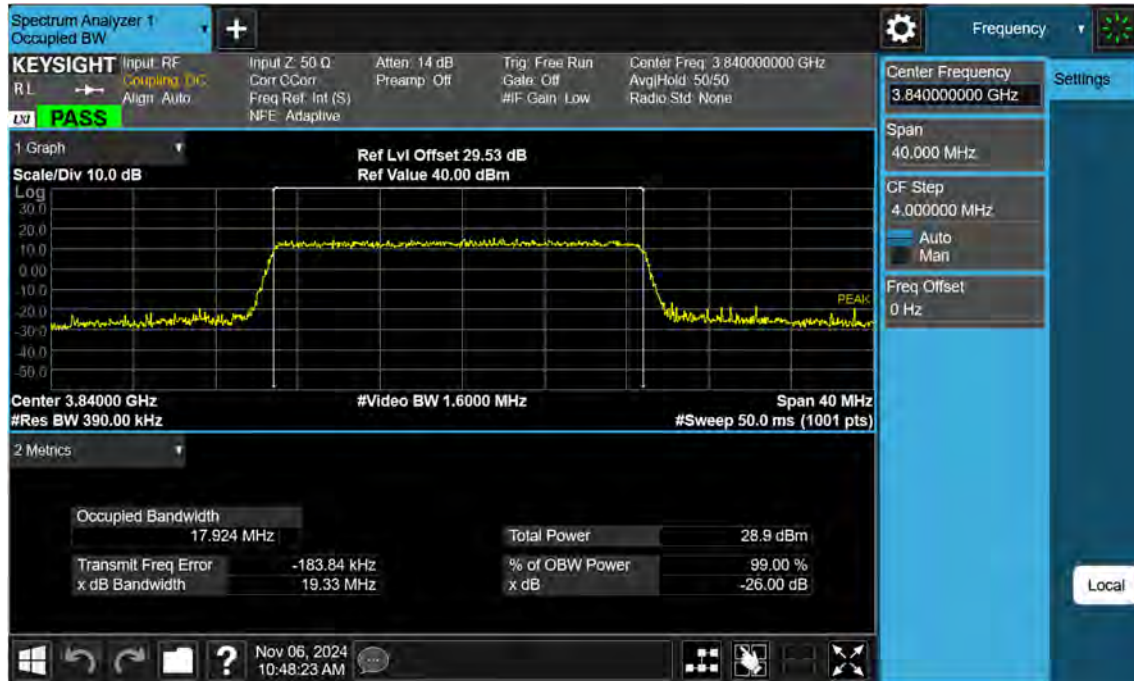 Spectrum Analyzer 1
Occupied BW
+
Frequency
KEYSIGHT
RL
LXI PASS
Input: RF
Coupling: DC
Align: Auto
Input Z: 50 Ω
Corr CCorr
Freq Ref: Int (S)
NFE: Adaptive
Atten: 14 dB
Preamp: Off
Trig: Free Run
Gate: Off
#IF Gain: Low
Center Freq: 3.840000000 GHz
Avg|Hold: 50/50
Radio Std: None
1 Graph
Scale/Div 10.0 dB
Ref Lvl Offset 29.53 dB
Ref Value 40.00 dBm
Log
30.0
20.0
10.0
0.00
-10.0
-20.0
-30.0
-40.0
-50.0
PEAK
Center 3.84000 GHz
#Video BW 1.6000 MHz
Span 40 MHz
#Res BW 390.00 kHz
#Sweep 50.0 ms (1001 pts)
2 Metrics
Occupied Bandwidth
17.924 MHz
Total Power 28.9 dBm
Transmit Freq Error -183.84 kHz
% of OBW Power 99.00 %
x dB Bandwidth 19.33 MHz
x dB -26.00 dB
Center Frequency
3.840000000 GHz
Settings
Span
40.000 MHz
CF Step
4.000000 MHz
Auto
Man
Freq Offset
0 Hz
Local
?
Nov 06, 2024
10:48:23 AM